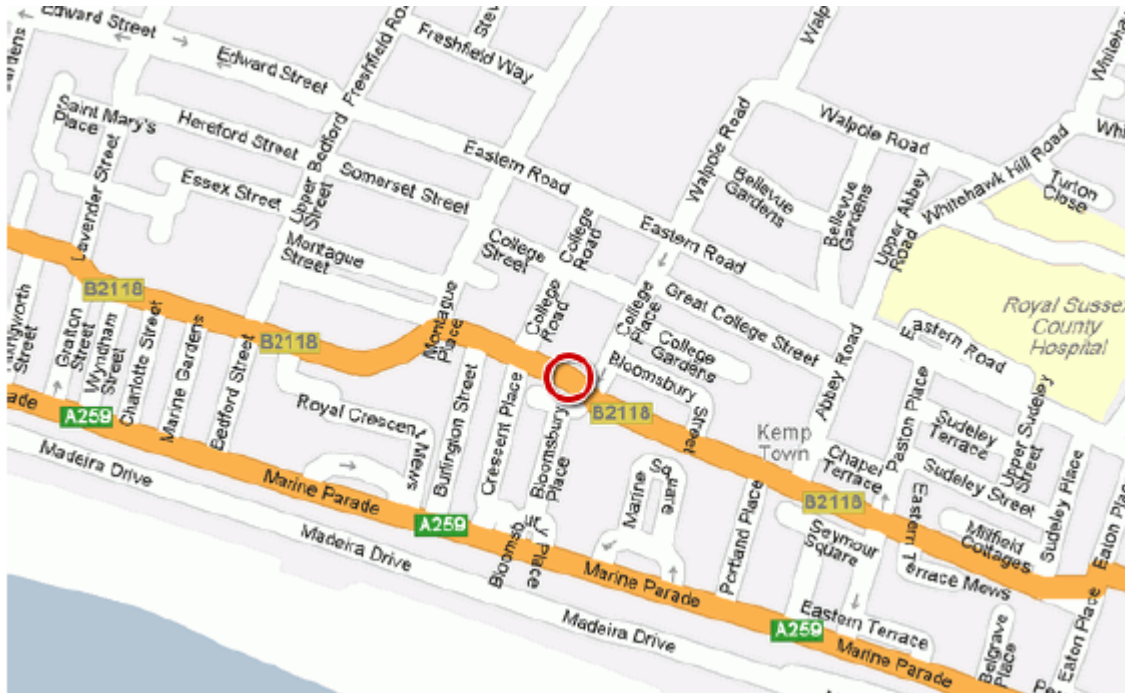 Edward Street
Edward Street
Freshfield Road
Freshfield Way
Walpole Road
Walpole Road
Saint Mary's
Place
Hereford Street
Somerset Street
Essex Street
Lavender Street
Upper Bedford
Street
Montague
Street
Eastern Road
Eastern Road
Eastern Road
College
Street
College
Road
College
Road
Bellevue
Gardens
Bellevue
Gardens
Upper Abbey
Road
Whitehawk Hill Road
Turton
Close
Royal Sussex
County
Hospital
B2118
B2118
B2118
B2118
Grafton
Street
Wyndham
Street
Charlotte Street
Marine Gardens
Bedford Street
Royal Crescent
Mews
Montague
Place
Burlington Street
Crescent Place
Bloomsbury
Place
Bloomsbury Place
College
Place
Great College Street
College
Gardens
Bloomsbury
Street
Abbey Road
Paston Place
Kemp
Town
Chapel
Terrace
Sudeley
Terrace
Sudeley Street
Upper Sudeley
Street
Sudeley Place
Millfield
Cottages
Eaton Place
Eaton Place
Marine
Square
Portland Place
Seymour
Square
Eastern
Terrace Mews
Eastern Terrace
Belgrave
Place
A259
A259
A259
Marine Parade
Marine Parade
Marine Parade
Madeira Drive
Madeira Drive
Madeira Drive